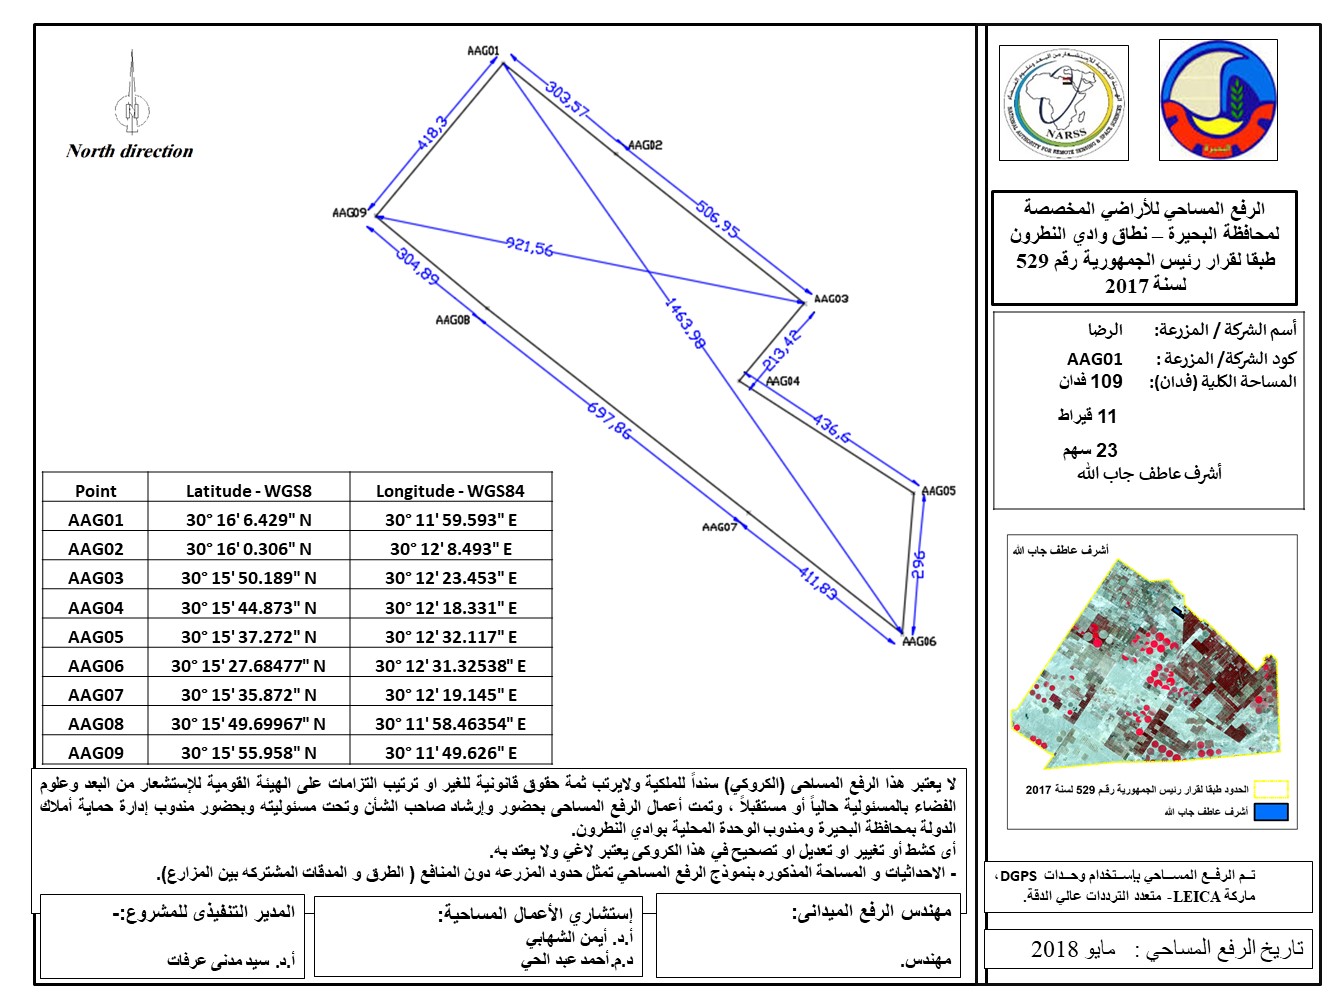 North direction
AAG01
AAG02
AAG03
AAG04
AAG05
AAG06
AAG07
AAG08
AAG09
303,57
506,95
213,42
436,6
296
411,83
697,86
304,89
418,3
921,56
1463,98
Point Latitude - WGS8 Longitude - WGS84
AAG01 30° 16' 6.429" N 30° 11' 59.593" E
AAG02 30° 16' 0.306" N 30° 12' 8.493" E
AAG03 30° 15' 50.189" N 30° 12' 23.453" E
AAG04 30° 15' 44.873" N 30° 12' 18.331" E
AAG05 30° 15' 37.272" N 30° 12' 32.117" E
AAG06 30° 15' 27.68477" N 30° 12' 31.32538" E
AAG07 30° 15' 35.872" N 30° 12' 19.145" E
AAG08 30° 15' 49.69967" N 30° 11' 58.46354" E
AAG09 30° 15' 55.958" N 30° 11' 49.626" E
NARSS
NATIONAL AUTHORITY FOR REMOTE SENSING & SPACE SCIENCES
البحيرة
الرفع المساحي للأراضي المخصصة
لمحافظة البحيرة – نطاق وادي النطرون
طبقا لقرار رئيس الجمهورية رقم 529
لسنة 2017
أسم الشركة / المزرعة: الرضا
كود الشركة/ المزرعة : AAG01
المساحة الكلية (فدان): 109 فدان
11 قيراط
23 سهم
أشرف عاطف جاب الله
أشرف عاطف جاب الله
الحدود طبقا لقرار رئيس الجمهورية رقم 529 لسنة 2017
أشرف عاطف جاب الله
تـم الرفـع المسـاحي بإسـتخدام وحـدات DGPS،
ماركة LEICA- متعدد الترددات عالي الدقة.
تاريخ الرفع المساحي : مايو 2018
لا يعتبر هذا الرفع المساحى (الكروكي) سنداً للملكية ولايرتب ثمة حقوق قانونية للغير او ترتيب التزامات على الهيئة القومية للإستشعار من البعد وعلوم
الفضاء بالمسئولية حالياً أو مستقبلاً ، وتمت أعمال الرفع المساحى بحضور وإرشاد صاحب الشأن وتحت مسئوليته وبحضور مندوب إدارة حماية أملاك
الدولة بمحافظة البحيرة ومندوب الوحدة المحلية بوادي النطرون.
أى كشط أو تغيير او تعديل او تصحيح في هذا الكروكى يعتبر لاغي ولا يعتد به.
- الاحداثيات و المساحة المذكوره بنموذج الرفع المساحي تمثل حدود المزرعه دون المنافع ( الطرق و المدقات المشتركه بين المزارع).
مهندس الرفع الميدانى:
مهندس.
إستشاري الأعمال المساحية:
أ.د. أيمن الشهابي
د.م.أحمد عبد الحي
المدير التنفيذى للمشروع:-
أ.د. سيد مدنى عرفات